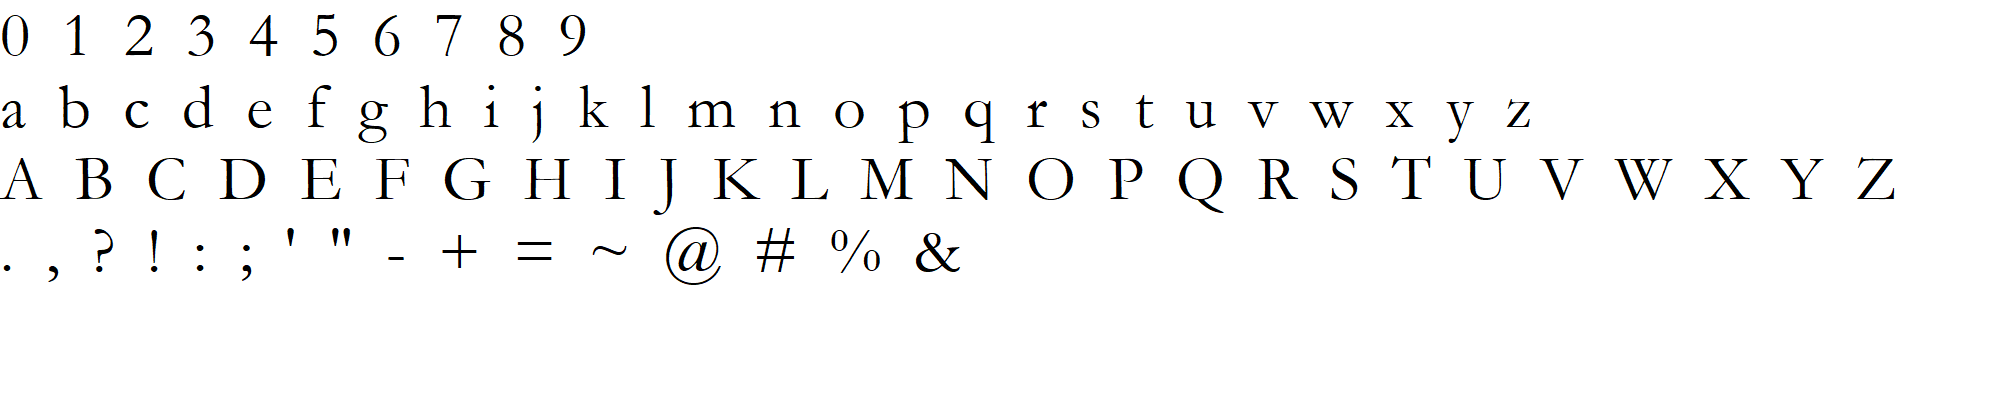 0 1 2 3 4 5 6 7 8 9
a b c d e f g h i j k l m n o p q r s t u v w x y z
A B C D E F G H I J K L M N O P Q R S T U V W X Y Z
. , ? ! : ; ' " - + = ~ @ # % &